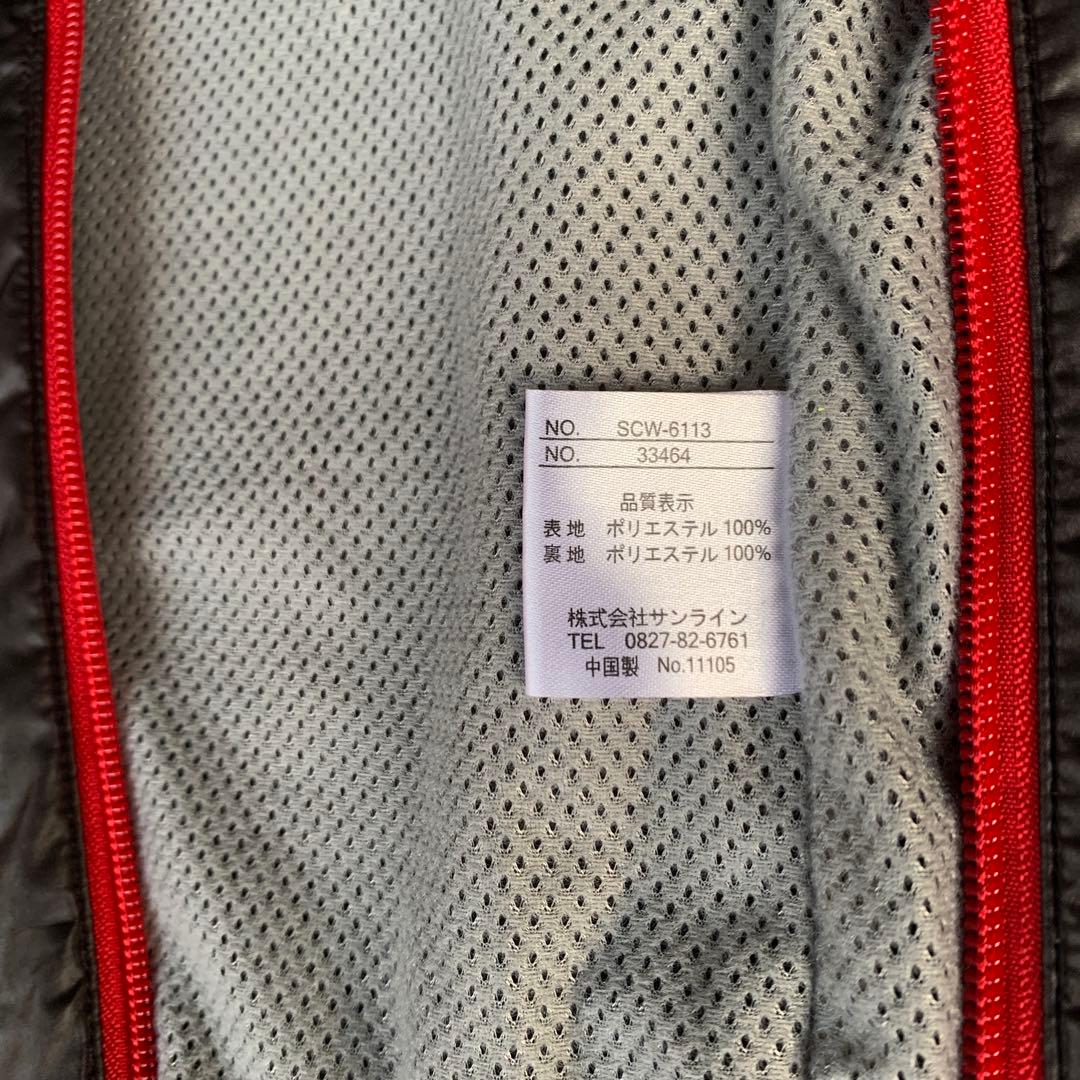 NO. SCW-6113
NO. 33464
品質表示
表地 ポリエステル 100%
裏地 ポリエステル 100%
株式会社サンライン
TEL 0827-82-6761
中国製 No.11105